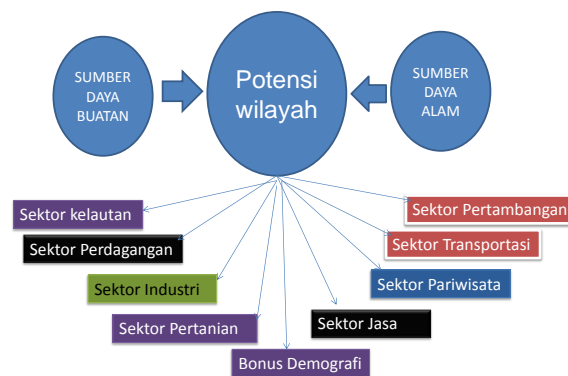 SUMBER
DAYA
BUATAN
Potensi
wilayah
SUMBER
DAYA
ALAM
Sektor kelautan
Sektor Perdagangan
Sektor Industri
Sektor Pertanian
Bonus Demografi
Sektor Jasa
Sektor Pariwisata
Sektor Transportasi
Sektor Pertambangan